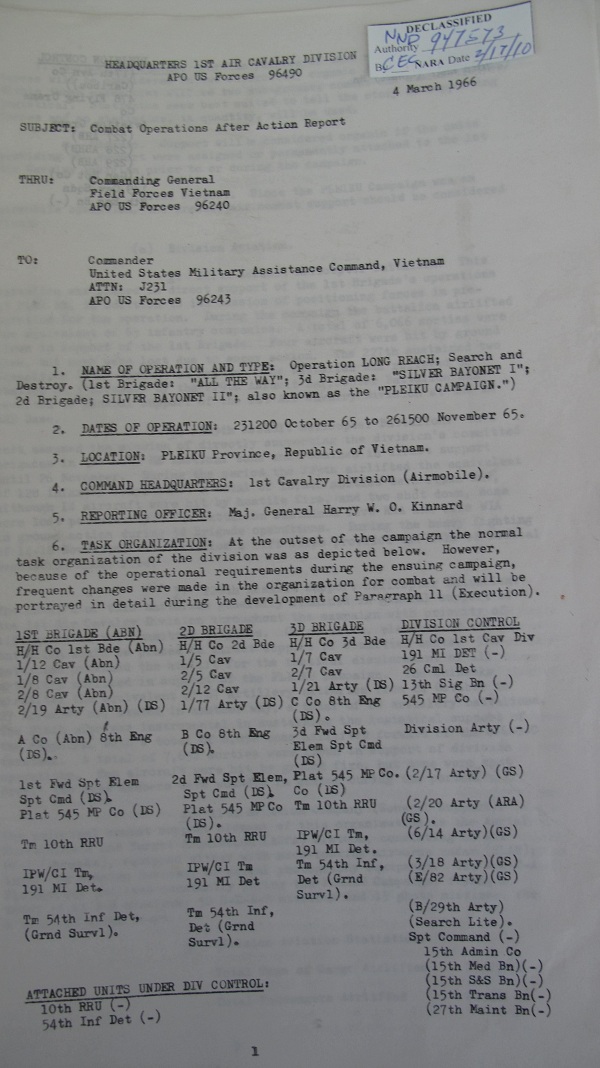 DECLASSIFIED
NND 947573
Authority
By CEC NARA Date 2/17/10
HEADQUARTERS 1ST AIR CAVALRY DIVISION
APO US Forces 96490
4 March 1966
SUBJECT: Combat Operations After Action Report
THRU: Commanding General
Field Forces Vietnam
APO US Forces 96240
TO: Commander
United States Military Assistance Command, Vietnam
ATTN: J231
APO US Forces 96243
1. NAME OF OPERATION AND TYPE: Operation LONG REACH; Search and
Destroy. (1st Brigade: "ALL THE WAY"; 3d Brigade: "SILVER BAYONET I";
2d Brigade; SILVER BAYONET II"; also known as the "PLEIKU CAMPAIGN.")
2. DATES OF OPERATION: 231200 October 65 to 261500 November 65.
3. LOCATION: PLEIKU Province, Republic of Vietnam.
4. COMMAND HEADQUARTERS: 1st Cavalry Division (Airmobile).
5. REPORTING OFFICER: Maj. General Harry W. O. Kinnard
6. TASK ORGANIZATION: At the outset of the campaign the normal
task organization of the division was as depicted below. However,
because of the operational requirements during the ensuing campaign,
frequent changes were made in the organization for combat and will be
portrayed in detail during the development of Paragraph 11 (Execution).
1ST BRIGADE (ABN) 2D BRIGADE 3D BRIGADE DIVISION CONTROL
H/H Co 1st Bde (Abn) H/H Co 2d Bde H/H Co 3d Bde H/H Co 1st Cav Div
1/12 Cav (Abn) 1/5 Cav 1/7 Cav 191 MI DET (-)
1/8 Cav (Abn) 2/5 Cav 2/7 Cav 26 Cml Det
2/8 Cav (Abn) 2/12 Cav 1/21 Arty (DS) 13th Sig Bn (-)
2/19 Arty (Abn) (DS) 1/77 Arty (DS) C Co 8th Eng 545 MP Co (-)
(DS).
A Co (Abn) 8th Eng B Co 8th Eng 3d Fwd Spt Division Arty (-)
(DS). (DS). Elem Spt Cmd
(DS)
1st Fwd Spt Elem 2d Fwd Spt Elem, Plat 545 MP Co. (2/17 Arty) (GS)
Spt Cmd (DS). Spt Cmd (DS). Co (DS)
Plat 545 MP Co (DS) Plat 545 MP Co Tm 10th RRU (2/20 Arty (ARA)
(DS). (GS).
Tm 10th RRU Tm 10th RRU IPW/CI Tm, (6/14 Arty)(GS)
191 MI Det.
IPW/CI Tm, IPW/CI Tm Tm 54th Inf, (3/18 Arty)(GS)
191 MI Det. 191 MI Det Det (Grnd (E/82 Arty)(GS)
Survl).
Tm 54th Inf Det, Tm 54th Inf, (B/29th Arty)
(Grnd Survl). Det (Grnd (Search Lite).
Survl). Spt Command (-)
15th Admin Co
(15th Med Bn)(-)
(15th S&S Bn)(-)
(15th Trans Bn(-)
(27th Maint Bn(-)
ATTACHED UNITS UNDER DIV CONTROL:
10th RRU (-)
54th Inf Det (-)
1